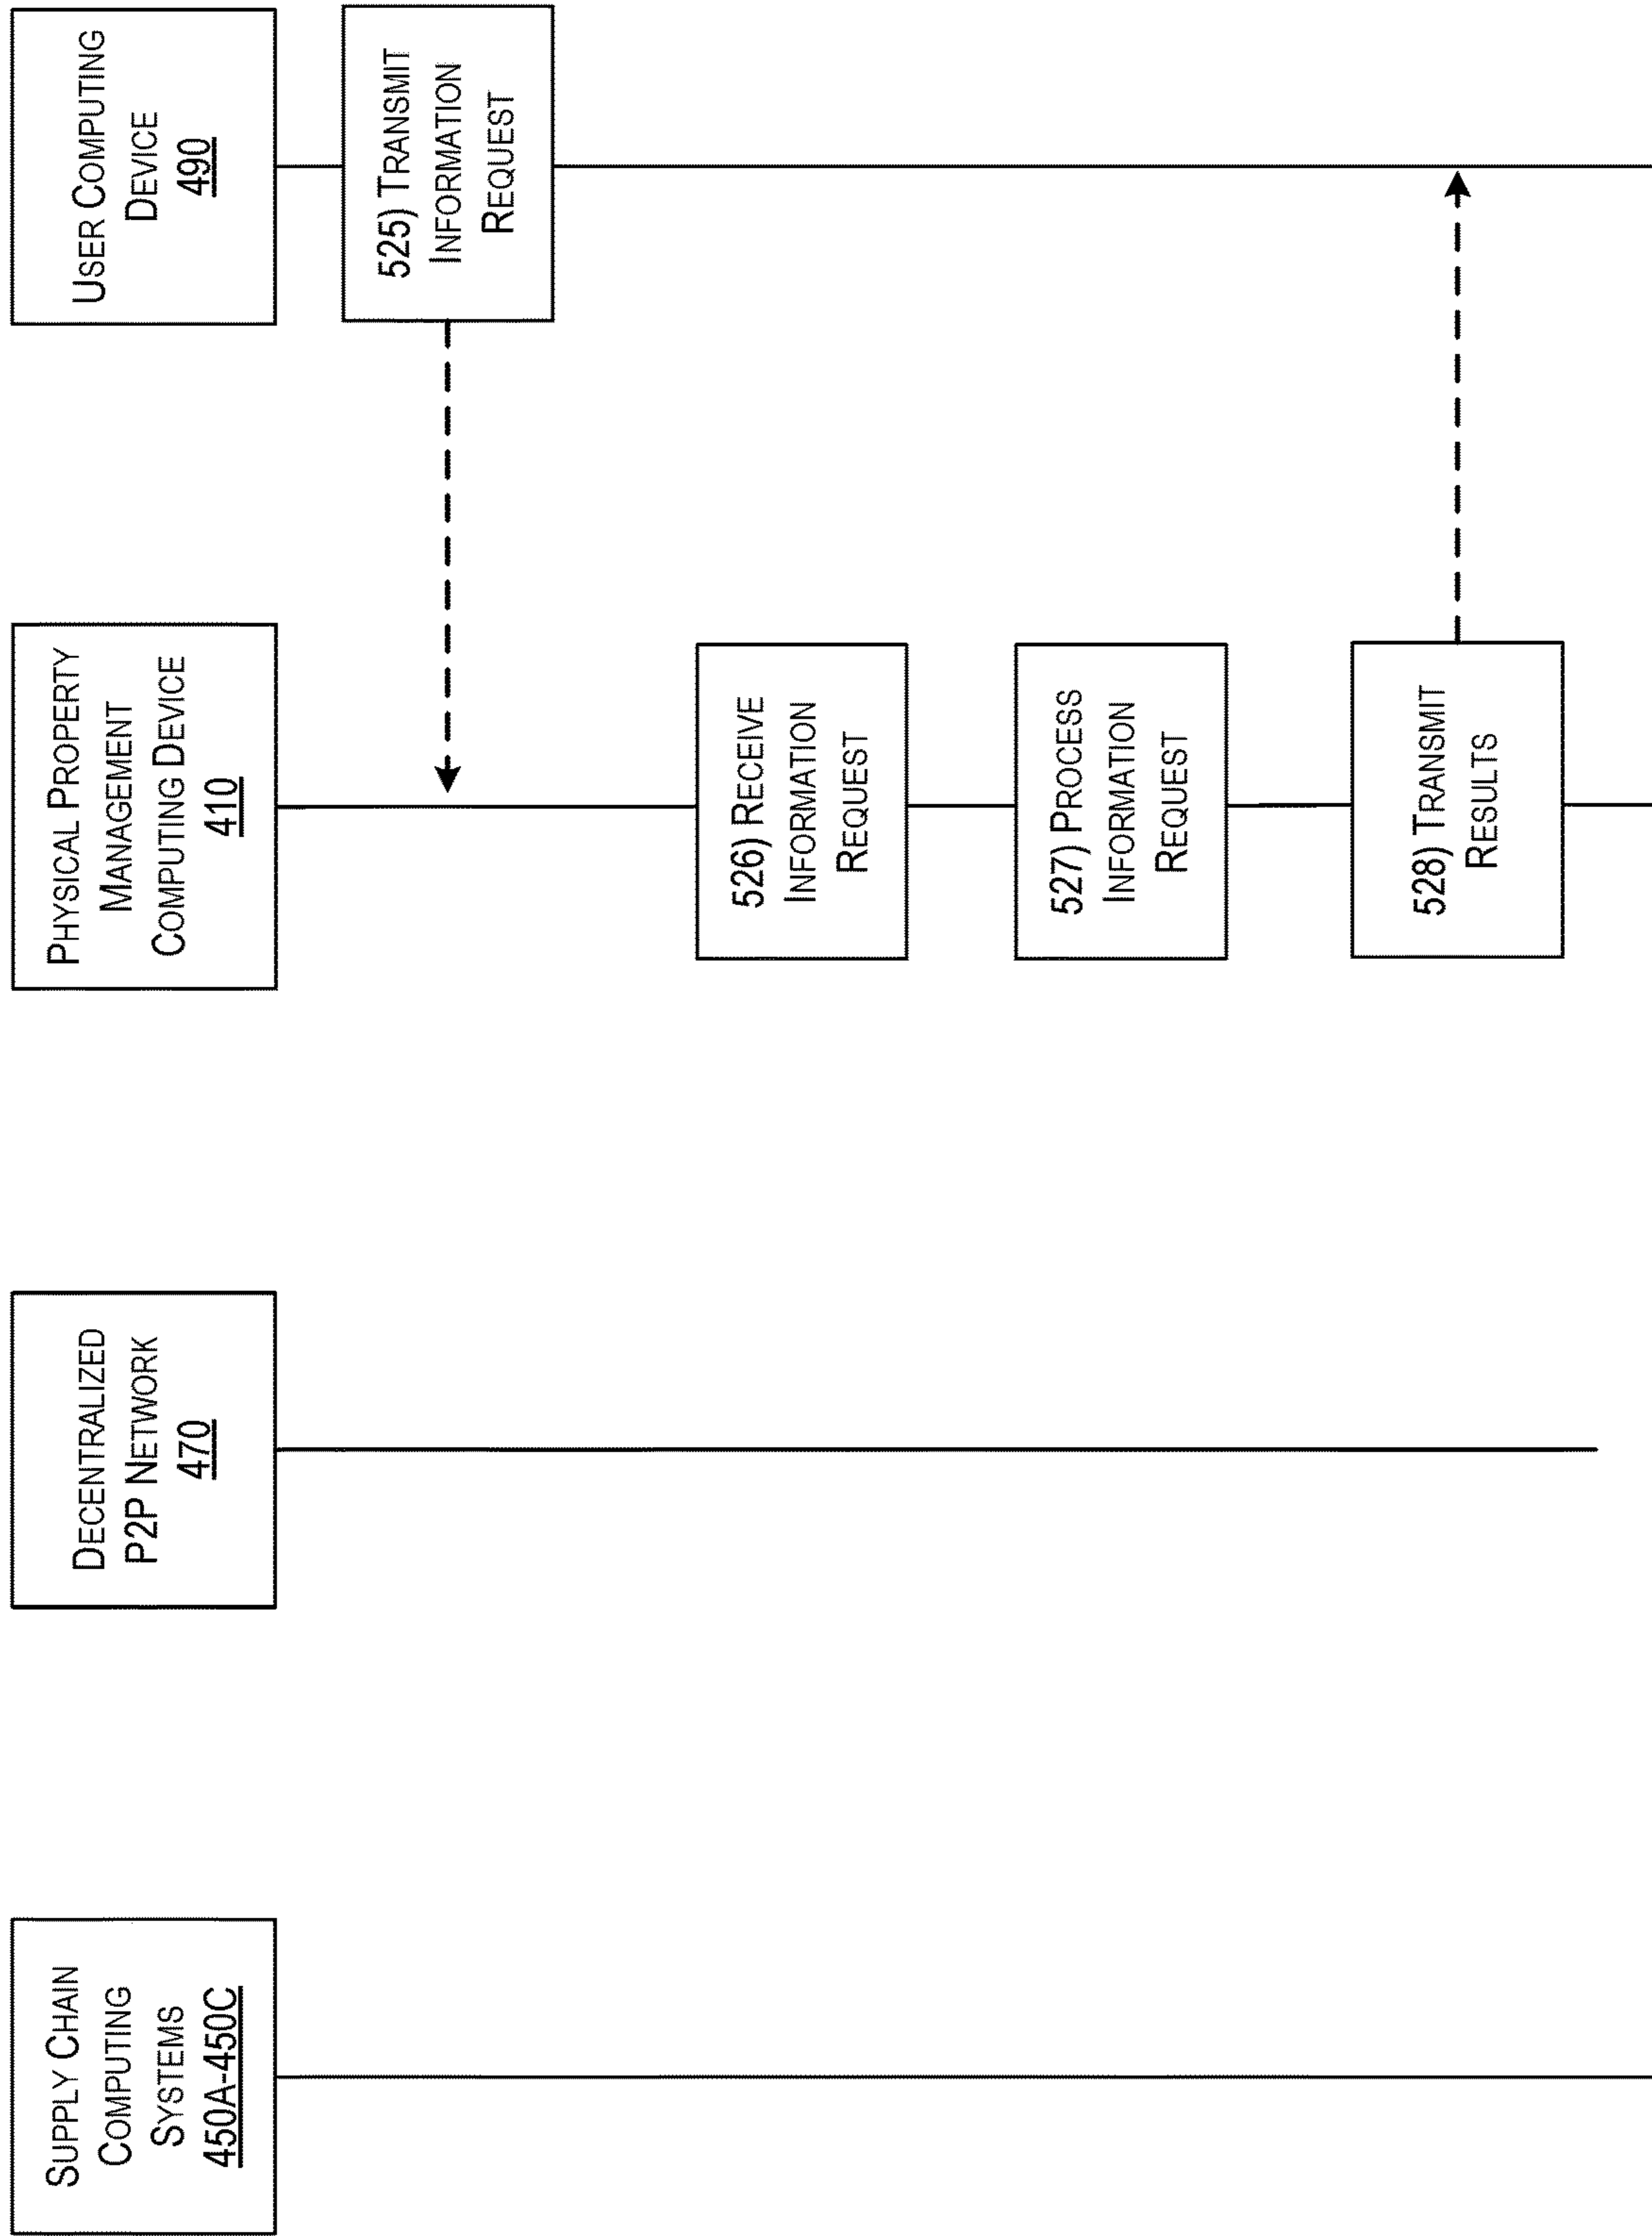 SUPPLY CHAIN
COMPUTING
SYSTEMS
450A-450C
DECENTRALIZED
P2P NETWORK
470
PHYSICAL PROPERTY
MANAGEMENT
COMPUTING DEVICE
410
USER COMPUTING
DEVICE
490
525) TRANSMIT
INFORMATION
REQUEST
526) RECEIVE
INFORMATION
REQUEST
527) PROCESS
INFORMATION
REQUEST
528) TRANSMIT
RESULTS